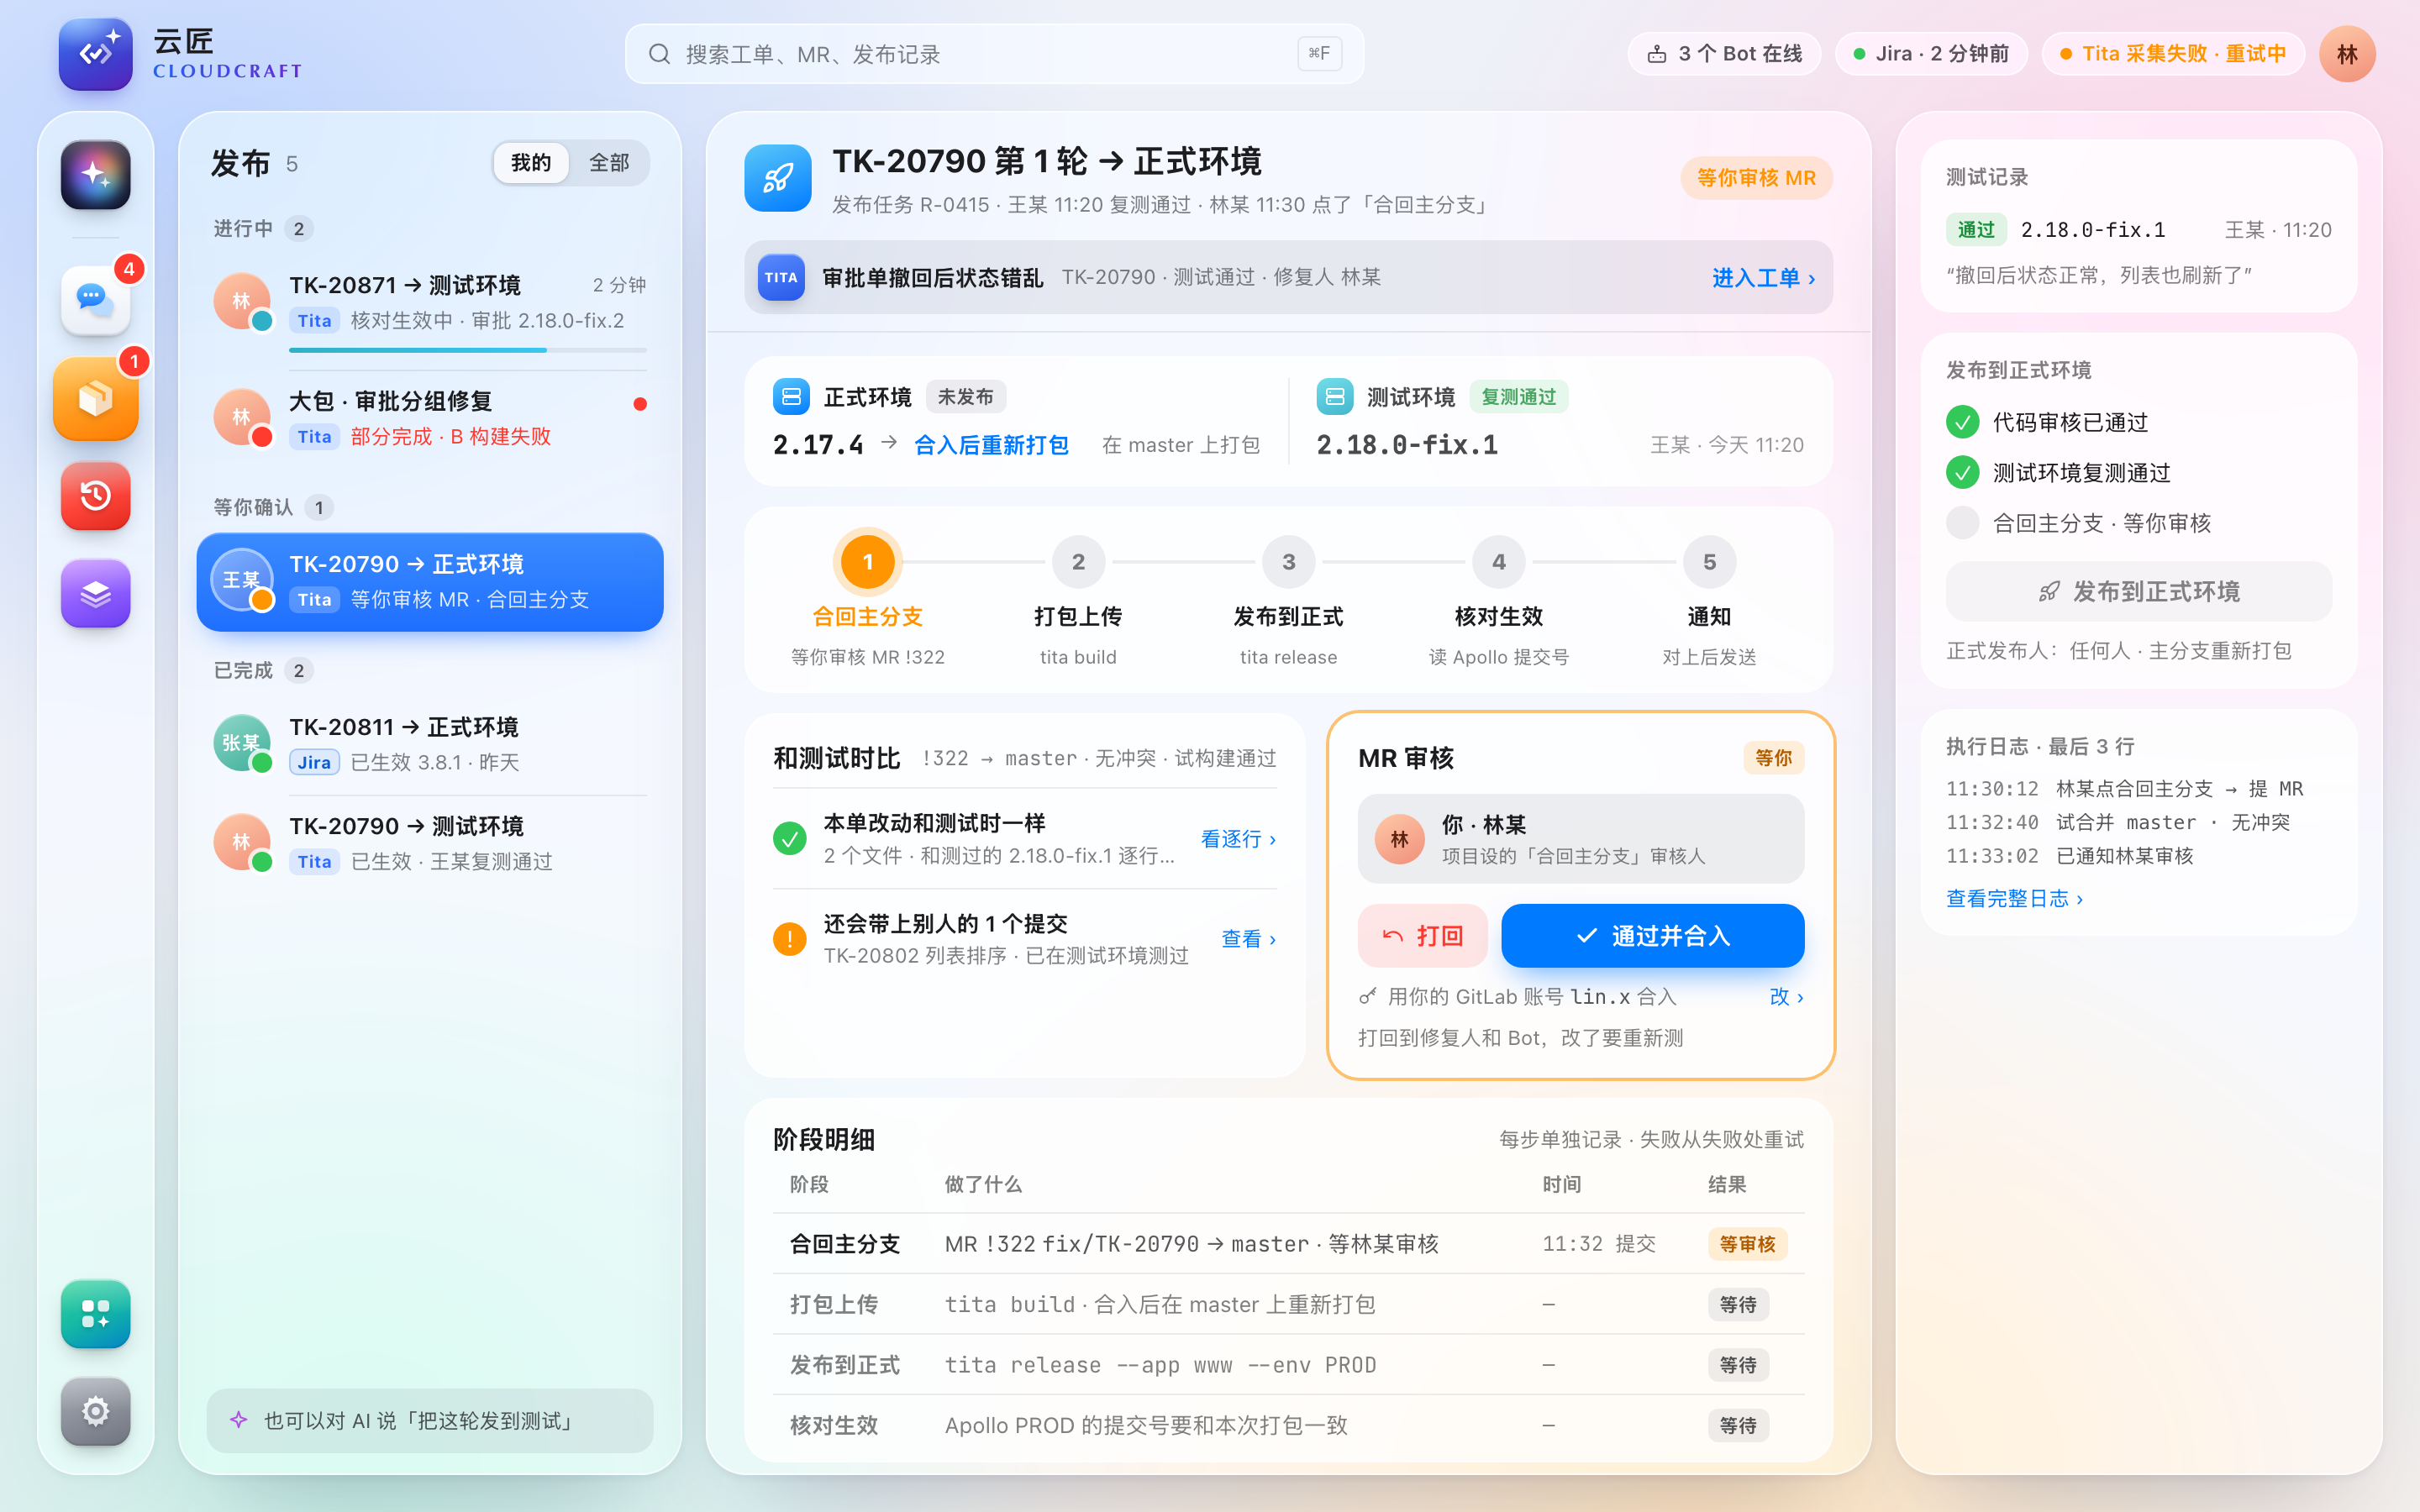 云匠
CLOUDCRAFT
搜索工单、MR、发布记录
⌘F
3 个 Bot 在线
Jira · 2 分钟前
Tita 采集失败 · 重试中
林
4
1
发布 5
我的
全部
进行中 2
林
TK-20871 → 测试环境
2 分钟
Tita 核对生效中 · 审批 2.18.0-fix.2
林
大包 · 审批分组修复
Tita 部分完成 · B 构建失败
等你确认 1
王某
TK-20790 → 正式环境
Tita 等你审核 MR · 合回主分支
已完成 2
张某
TK-20811 → 正式环境
Jira 已生效 3.8.1 · 昨天
林
TK-20790 → 测试环境
Tita 已生效 · 王某复测通过
也可以对 AI 说「把这轮发到测试」
TK-20790 第 1 轮 → 正式环境
发布任务 R-0415 · 王某 11:20 复测通过 · 林某 11:30 点了「合回主分支」
等你审核 MR
TITA
审批单撤回后状态错乱 TK-20790 · 测试通过 · 修复人 林某
进入工单 ›
正式环境 未发布
2.17.4 → 合入后重新打包 在 master 上打包
测试环境 复测通过
2.18.0-fix.1 王某 · 今天 11:20
1
合回主分支
等你审核 MR !322
2
打包上传
tita build
3
发布到正式
tita release
4
核对生效
读 Apollo 提交号
5
通知
对上后发送
和测试时比 !322 → master · 无冲突 · 试构建通过
本单改动和测试时一样
2 个文件 · 和测过的 2.18.0-fix.1 逐行...
看逐行 ›
!
还会带上别人的 1 个提交
TK-20802 列表排序 · 已在测试环境测过
查看 ›
MR 审核
等你
林
你 · 林某
项目设的「合回主分支」审核人
打回
通过并合入
用你的 GitLab 账号 lin.x 合入
改 ›
打回到修复人和 Bot，改了要重新测
阶段明细
每步单独记录 · 失败从失败处重试
阶段 做了什么 时间 结果
合回主分支 MR !322 fix/TK-20790 → master · 等林某审核 11:32 提交 等审核
打包上传 tita build · 合入后在 master 上重新打包 — 等待
发布到正式 tita release --app www --env PROD — 等待
核对生效 Apollo PROD 的提交号要和本次打包一致 — 等待
测试记录
通过 2.18.0-fix.1 王某 · 11:20
“撤回后状态正常，列表也刷新了”
发布到正式环境
代码审核已通过
测试环境复测通过
合回主分支 · 等你审核
发布到正式环境
正式发布人：任何人 · 主分支重新打包
执行日志 · 最后 3 行
11:30:12 林某点合回主分支 → 提 MR
11:32:40 试合并 master · 无冲突
11:33:02 已通知林某审核
查看完整日志 ›